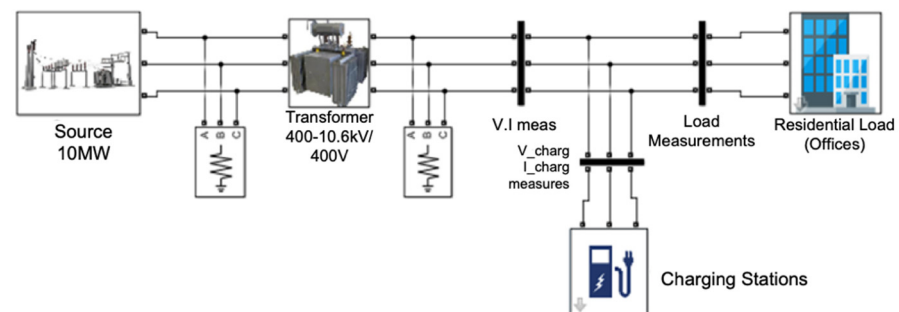 Source
10MW
A B C
Transformer
400-10.6kV/
400V
A B C
V.I meas
V_charg
I_charg
measures
Load
Measurements
Residential Load
(Offices)
Charging Stations